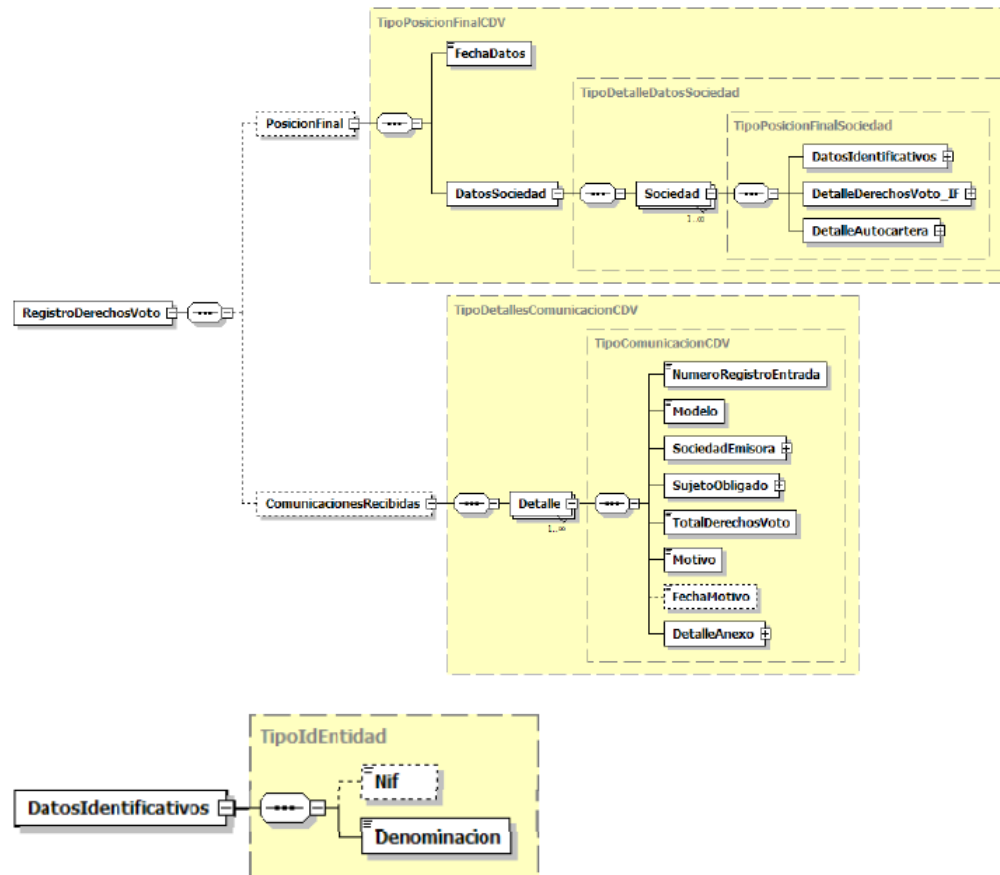 TipoPosicionFinalCDV
FechaDatos
TipoDetalleDatosSociedad
TipoPosicionFinalSociedad
PosicionFinal
DatosIdentificativos
DatosSociedad
Sociedad
DetalleDerechosVoto_IF
1..∞
DetalleAutocartera
RegistroDerechosVoto
TipoDetallesComunicacionCDV
TipoComunicacionCDV
NumeroRegistroEntrada
Modelo
SociedadEmisora
SujetoObligado
ComunicacionesRecibidas
Detalle
1..∞
TotalDerechosVoto
Motivo
FechaMotivo
DetalleAnexo
TipoIdEntidad
Nif
DatosIdentificativos
Denominacion